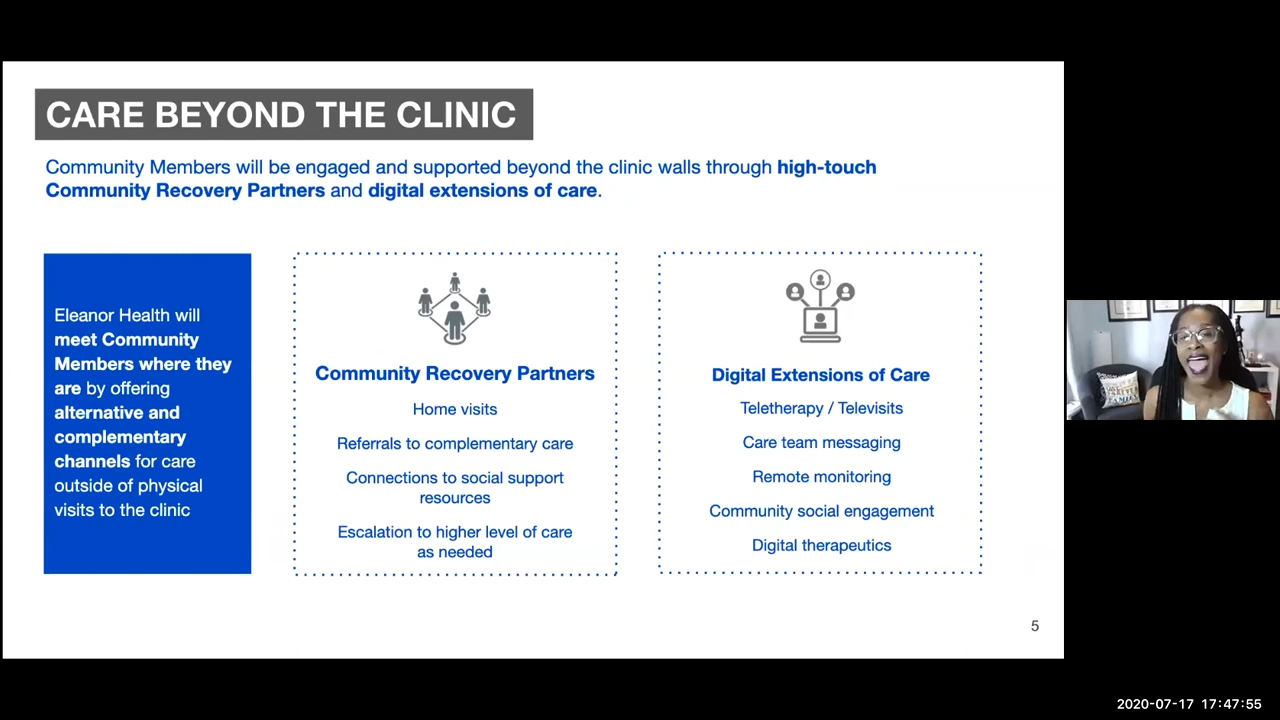 CARE BEYOND THE CLINIC
Community Members will be engaged and supported beyond the clinic walls through high-touch
Community Recovery Partners and digital extensions of care.
Eleanor Health will
meet Community
Members where they
are by offering
alternative and
complementary
channels for care
outside of physical
visits to the clinic
Community Recovery Partners
Home visits
Referrals to complementary care
Connections to social support
resources
Escalation to higher level of care
as needed
Digital Extensions of Care
Teletherapy / Televisits
Care team messaging
Remote monitoring
Community social engagement
Digital therapeutics
5
2020-07-17 17:47:55